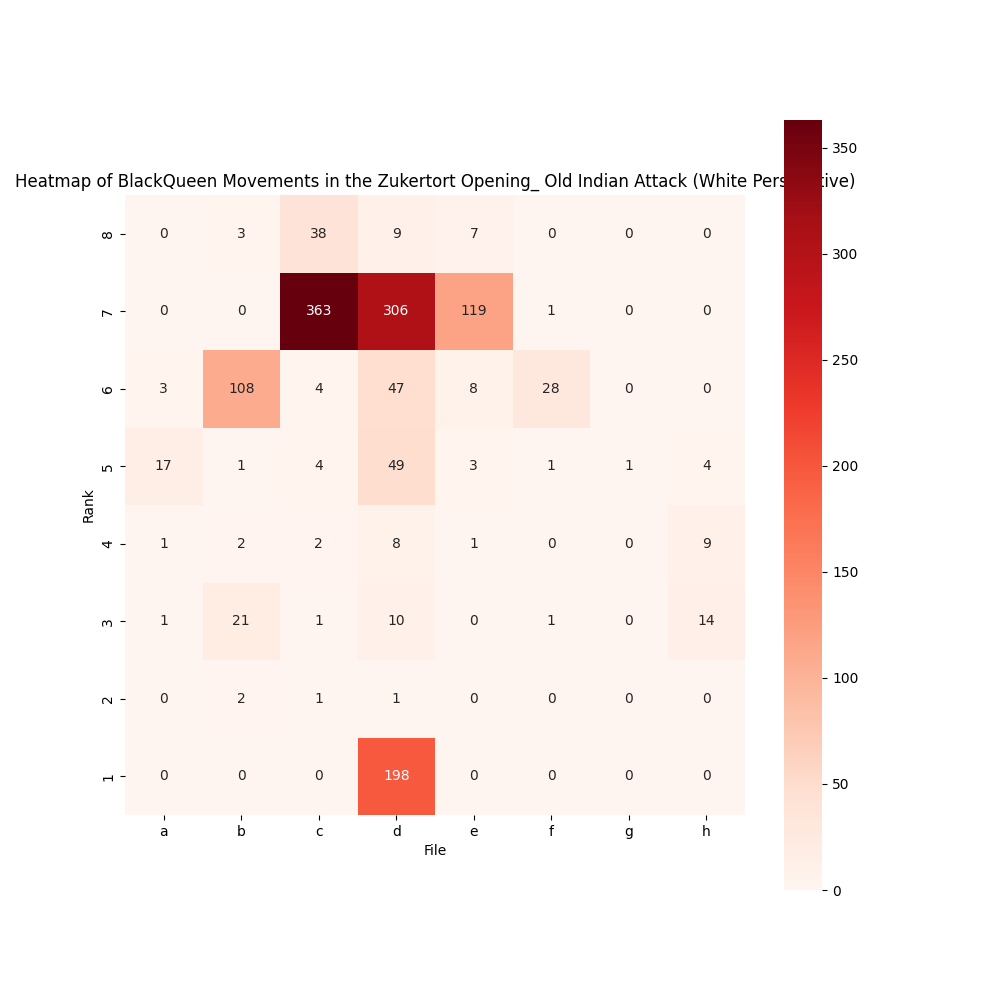 Heatmap of BlackQueen Movements in the Zukertort Opening_ Old Indian Attack (White Pers tive)
8 0 3 38 9 7 0 0 0
7 0 0 363 306 119 1 0 0
6 3 108 4 47 8 28 0 0
5 17 1 4 49 3 1 1 4
4 1 2 2 8 1 0 0 9
3 1 21 1 10 0 1 0 14
2 0 2 1 1 0 0 0 0
1 0 0 0 198 0 0 0 0
a b c d e f g h
Rank
File
350
300
250
200
150
100
50
0